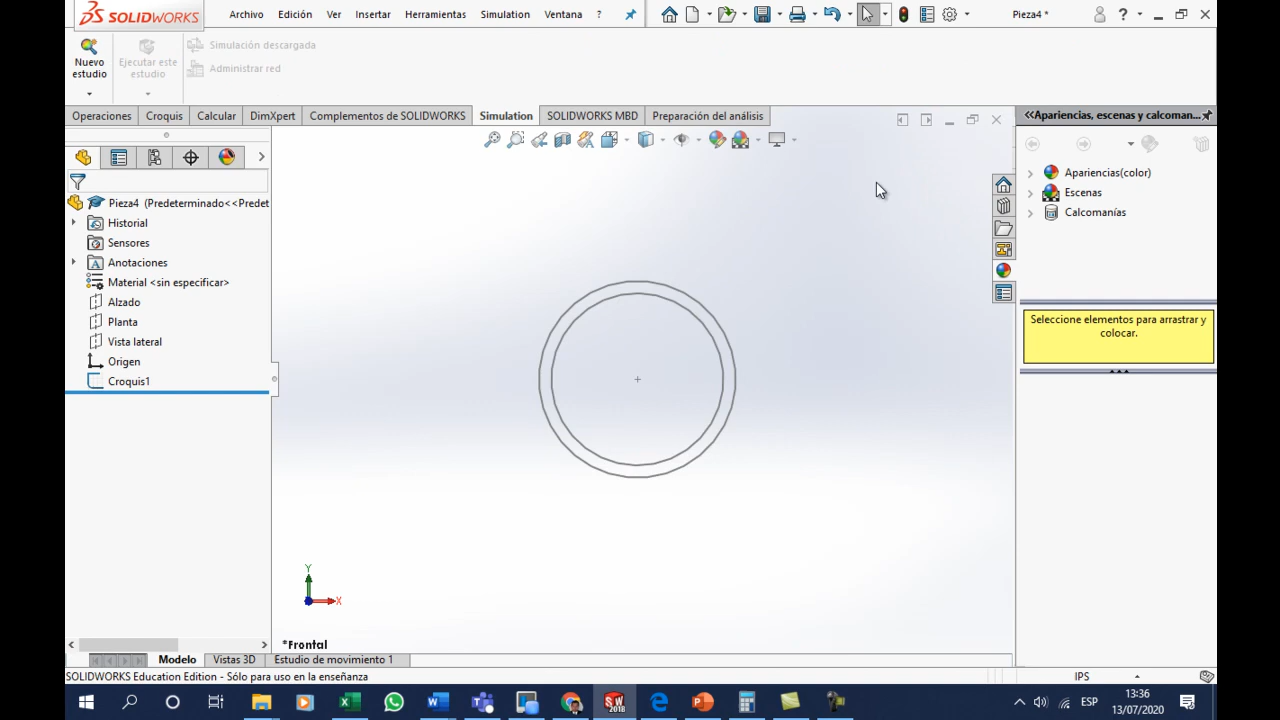 SOLIDWORKS Archivo Edición Ver Insertar Herramientas Simulation Ventana ? Pieza4 * ?
Nuevo estudio
Ejecutar este estudio
Simulación descargada
Administrar red
Operaciones Croquis Calcular DimXpert Complementos de SOLIDWORKS Simulation SOLIDWORKS MBD Preparación del análisis
<<Apariencias, escenas y calcoman...
Pieza4 (Predeterminado<<Predet
Historial
Sensores
A Anotaciones
Material <sin especificar>
Alzado
Planta
Vista lateral
Origen
Croquis1
Apariencias(color)
Escenas
Calcomanías
Seleccione elementos para arrastrar y
colocar.
Y
X
*Frontal
Modelo Vistas 3D Estudio de movimiento 1
SOLIDWORKS Education Edition - Sólo para uso en la enseñanza IPS
SW 2018
ESP
13:36
13/07/2020